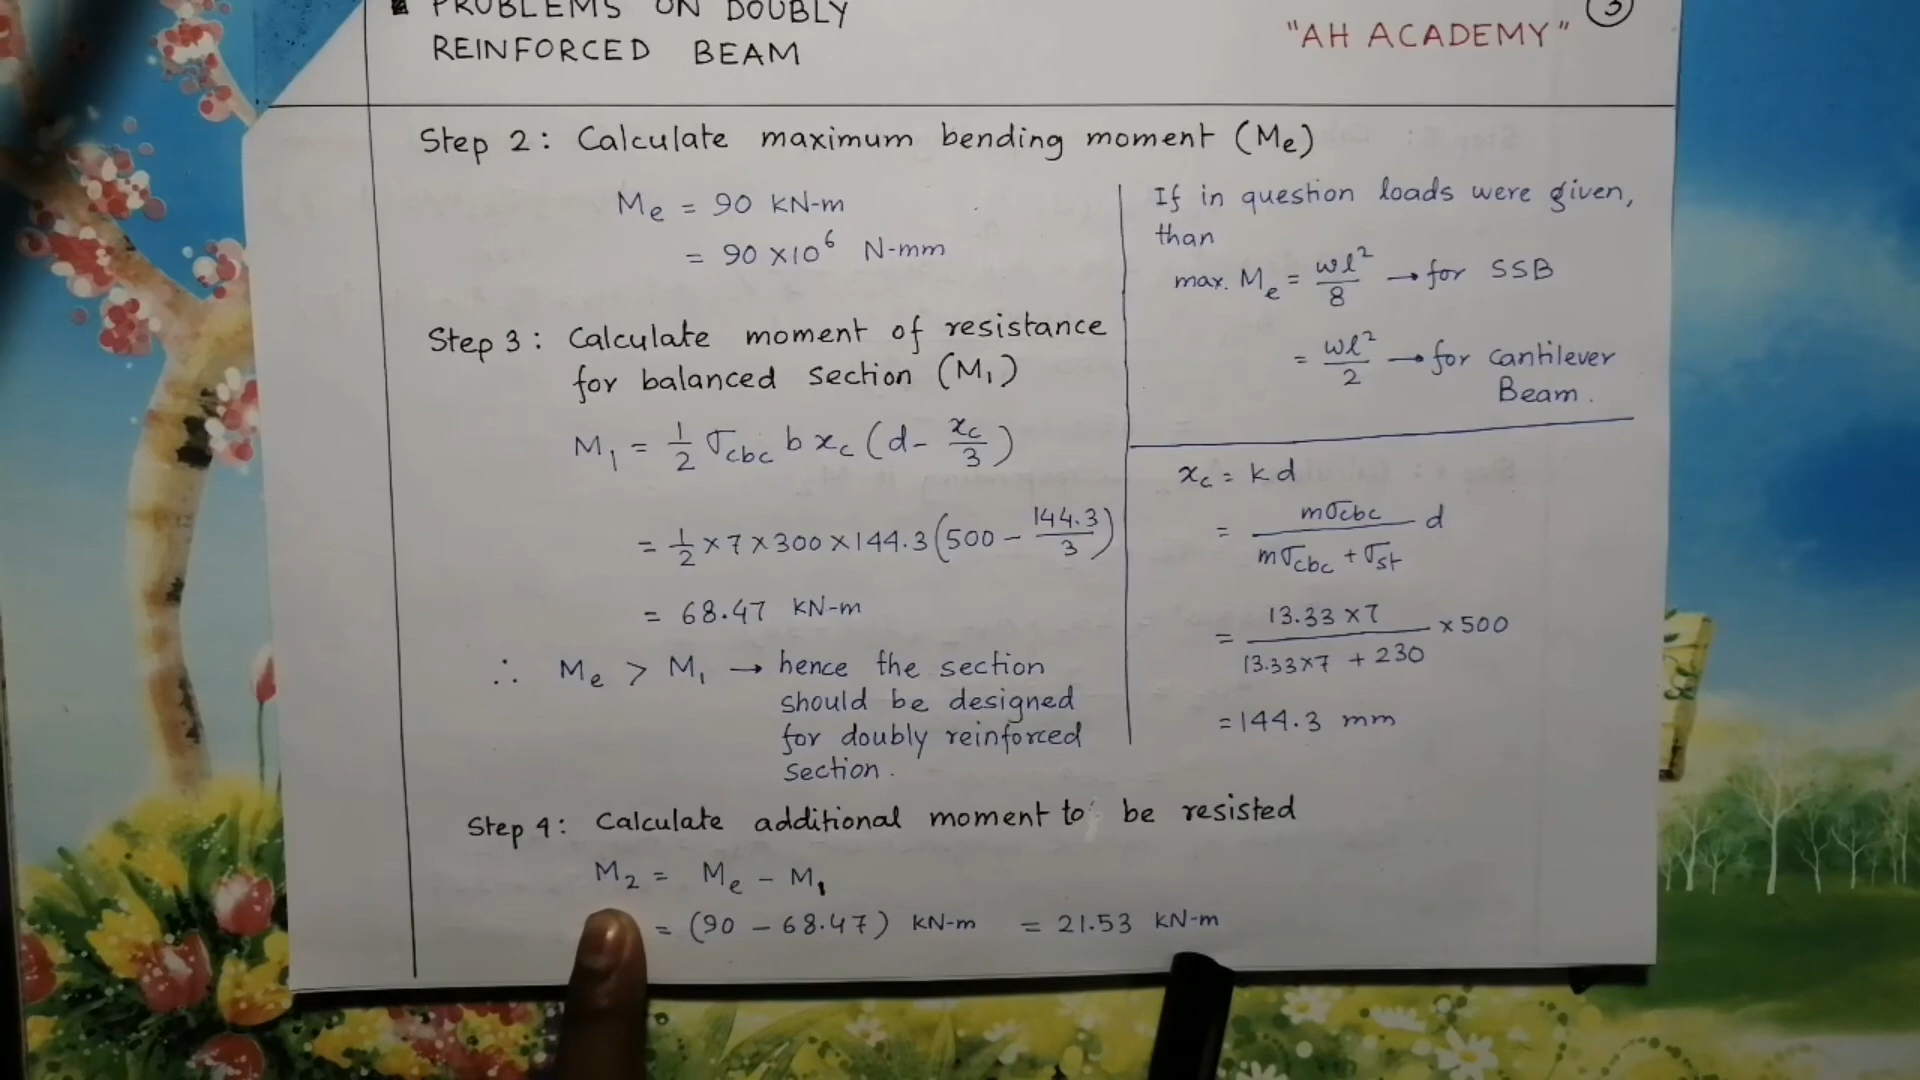 PROBLEMS ON DOUBLY
REINFORCED BEAM
"AH ACADEMY"
3
Step 2: Calculate maximum bending moment (Me)
Me = 90 KN-m
= 90 x10⁶ N-mm
If in question loads were given,
than
max. Me = wl²/8 → for SSB
= wl²/2 → for cantilever
Beam.
Step 3: Calculate moment of resistance
for balanced section (M₁)
M₁ = 1/2 σcbc b xc (d - xc/3)
= 1/2 x 7 x 300 x 144.3 (500 - 144.3/3)
= 68.47 kN-m
∴ Me > M₁ → hence the section
should be designed
for doubly reinforced
section.
xc = kd
= mσcbc / mσcbc + σst d
= 13.33 x7 / 13.33x7 + 230 x 500
= 144.3 mm
Step 4: Calculate additional moment to be resisted
M₂ = Me - M₁
= (90 - 68.47) kN-m = 21.53 kN-m